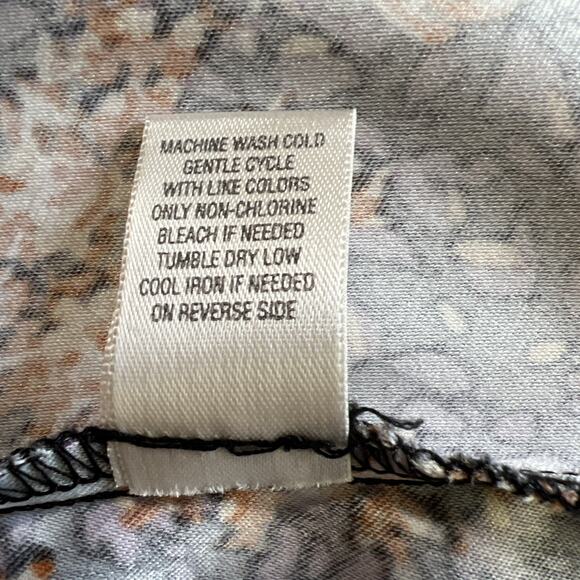 MACHINE WASH COLD
GENTLE CYCLE
WITH LIKE COLORS
ONLY NON-CHLORINE
BLEACH IF NEEDED
TUMBLE DRY LOW
COOL IRON IF NEEDED
ON REVERSE SIDE